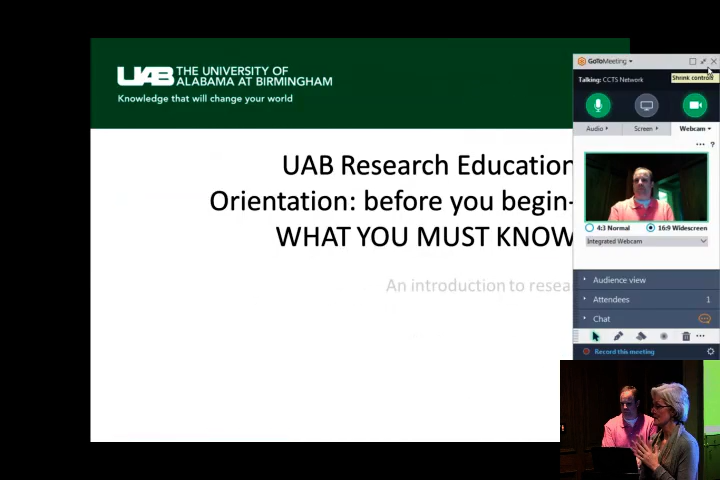 UAB THE UNIVERSITY OF
ALABAMA AT BIRMINGHAM
Knowledge that will change your world
UAB Research Education
Orientation: before you begin-
WHAT YOU MUST KNOW
An introduction to resea
GoToMeeting
Talking: CCTS Network
Shrink controls
Audio
Screen
Webcam
... ?
4:3 Normal
16:9 Widescreen
Integrated Webcam
Audience view
Attendees 1
Chat
Record this meeting